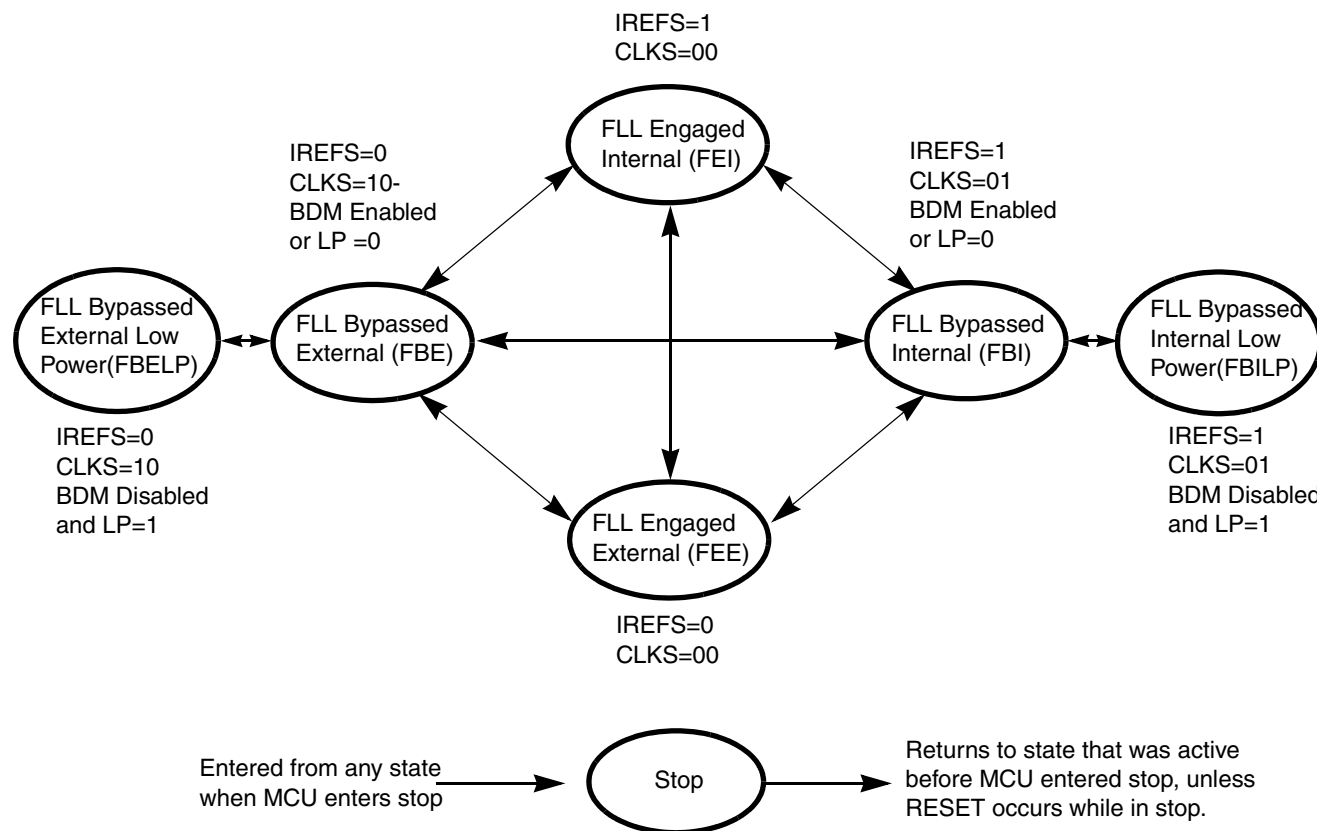 IREFS=1
CLKS=00
FLL Engaged
Internal (FEI)
IREFS=0
CLKS=10-
BDM Enabled
or LP =0
IREFS=1
CLKS=01
BDM Enabled
or LP=0
FLL Bypassed
External Low
Power(FBELP)
FLL Bypassed
External (FBE)
FLL Bypassed
Internal (FBI)
FLL Bypassed
Internal Low
Power(FBILP)
IREFS=0
CLKS=10
BDM Disabled
and LP=1
IREFS=1
CLKS=01
BDM Disabled
and LP=1
FLL Engaged
External (FEE)
IREFS=0
CLKS=00
Entered from any state
when MCU enters stop
Stop
Returns to state that was active
before MCU entered stop, unless
RESET occurs while in stop.